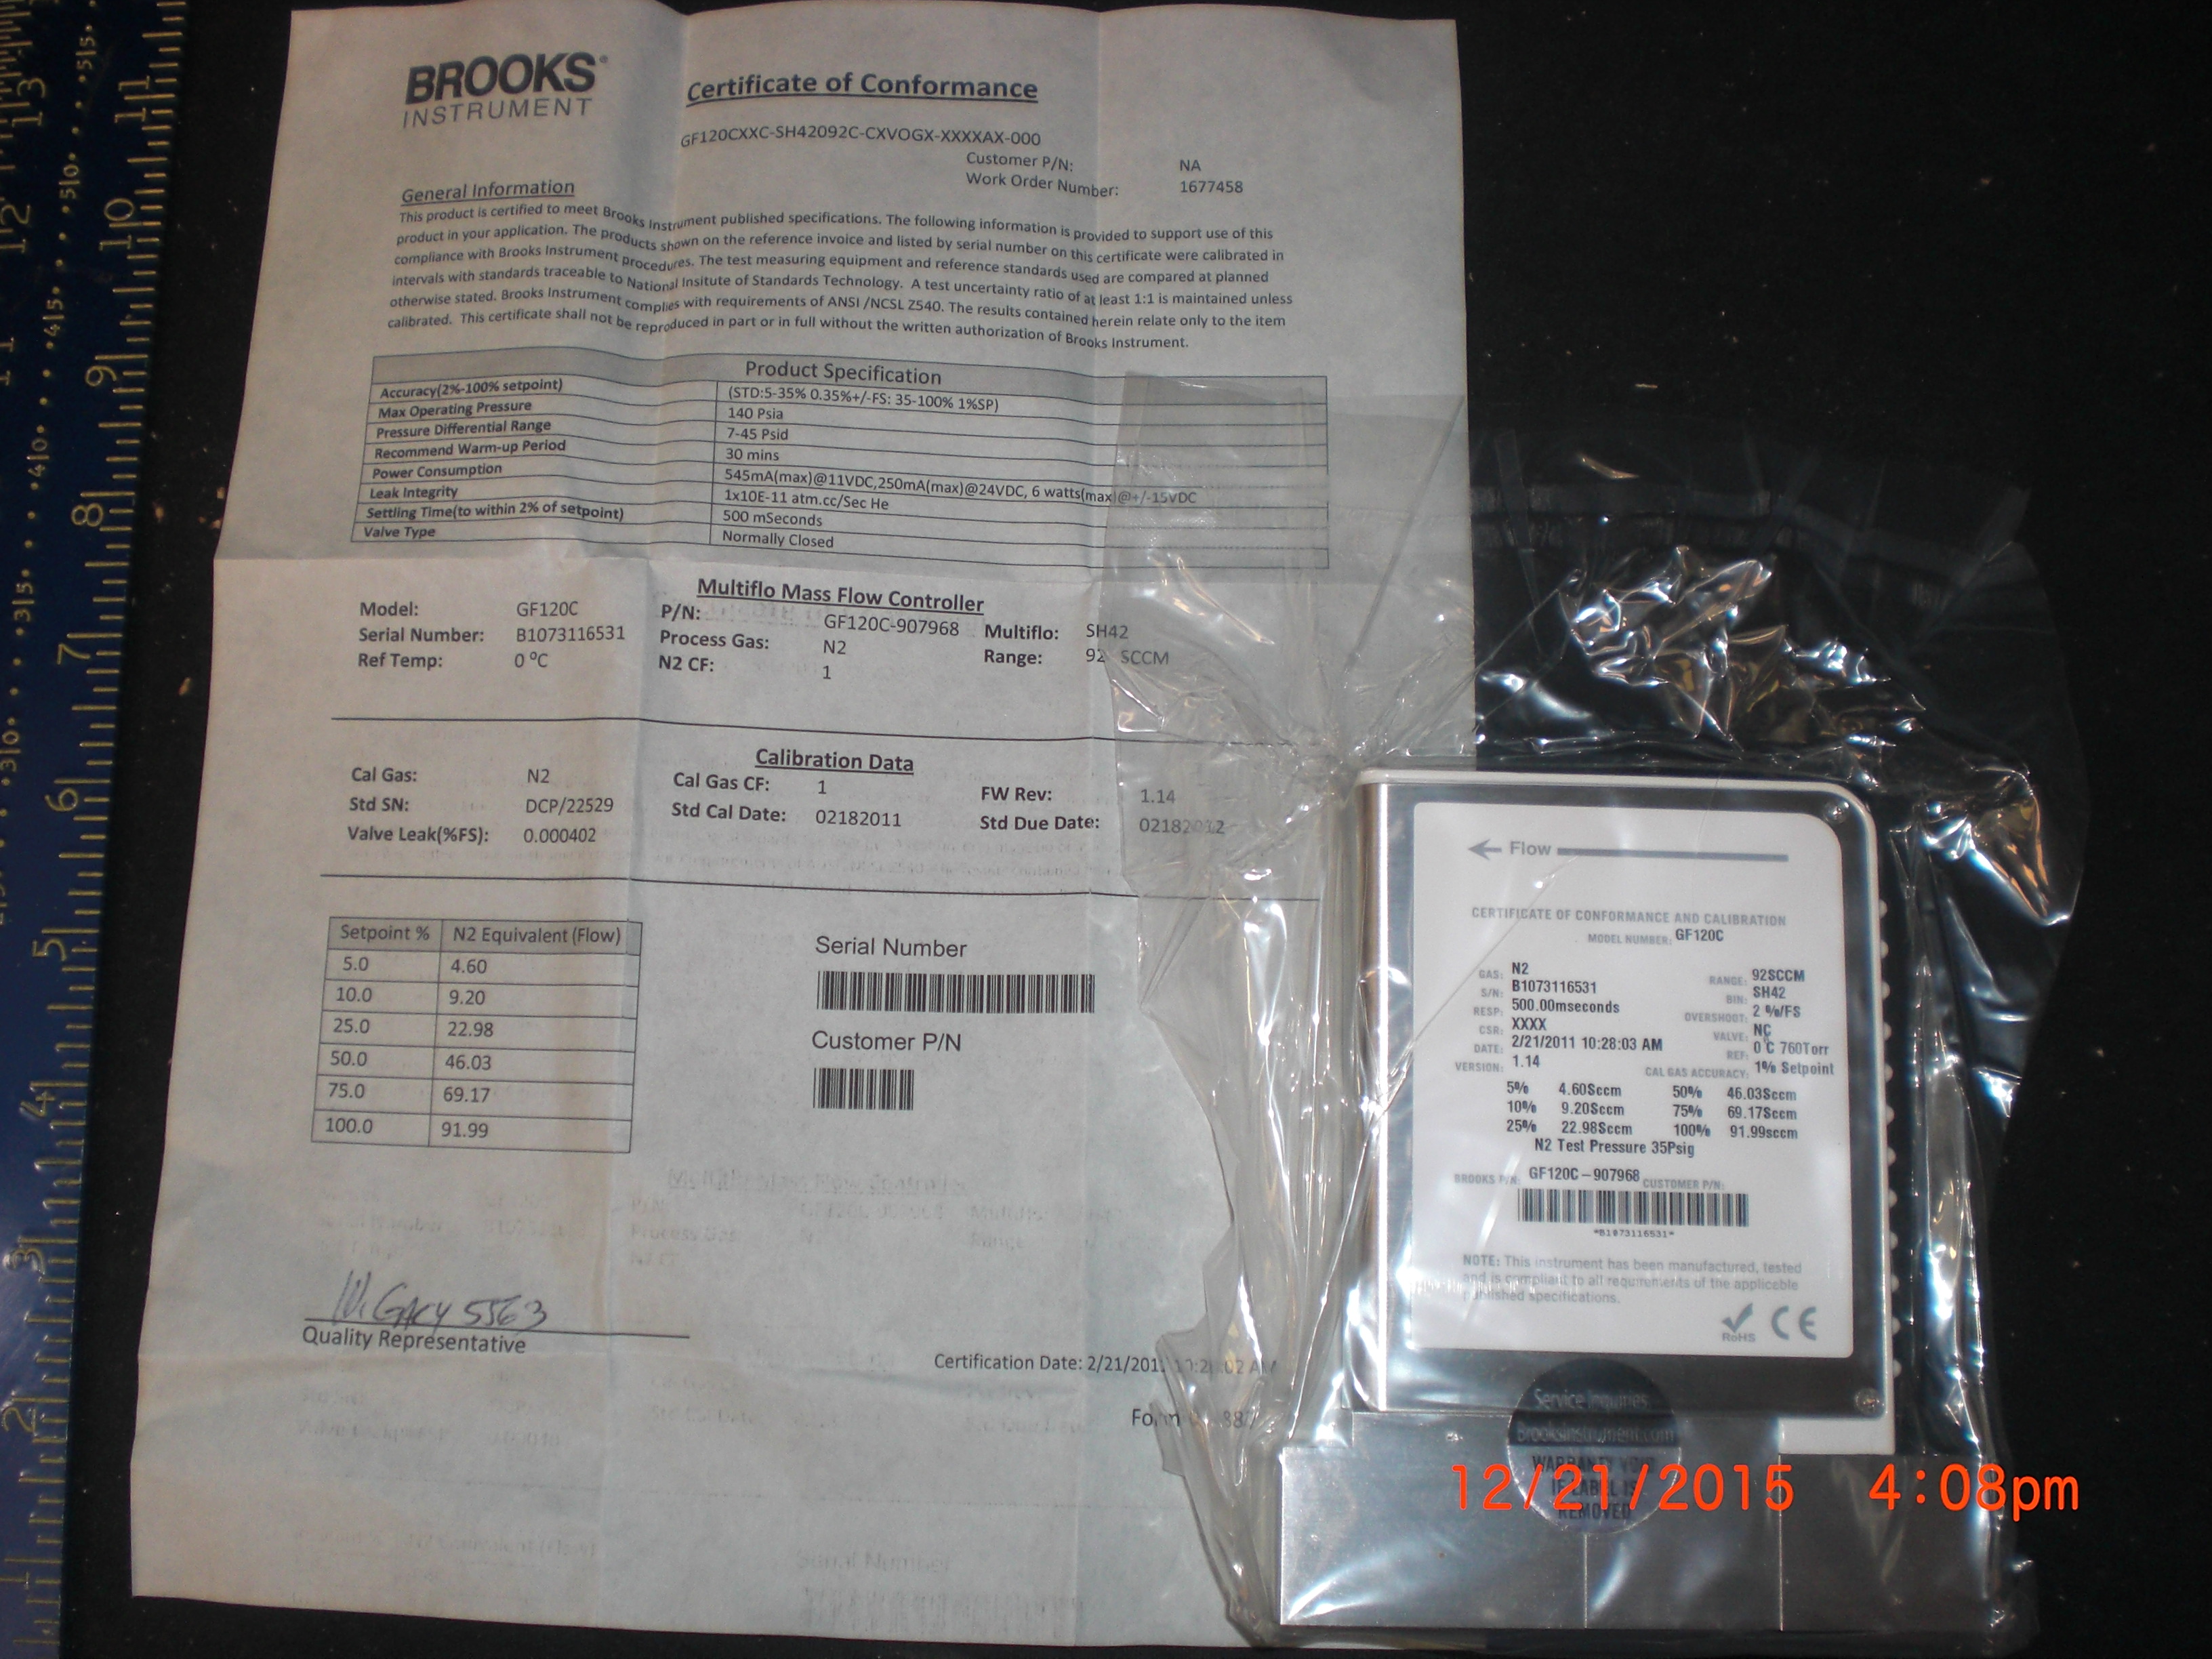 BROOKS
INSTRUMENT
Certificate of Conformance
GF120CXXC-SH42092C-CXVOGX-XXXXAX-000
Customer P/N: NA
Work Order Number: 1677458
General Information
This product is certified to meet Brooks Instrument published specifications. The following information is provided to support use of this
product in your application. The products shown on the reference invoice and listed by serial number on this certificate were calibrated in
compliance with Brooks Instrument procedures. The test measuring equipment and reference standards used are compared at planned
intervals with standards traceable to National Insitute of Standards Technology. A test uncertainty ratio of at least 1:1 is maintained unless
otherwise stated. Brooks Instrument complies with requirements of ANSI /NCSL Z540. The results contained herein relate only to the item
calibrated. This certificate shall not be reproduced in part or in full without the written authorization of Brooks Instrument.
Product Specification
Accuracy(2%-100% setpoint) (STD:5-35% 0.35%+/-FS: 35-100% 1%SP)
Max Operating Pressure 140 Psia
Pressure Differential Range 7-45 Psid
Recommend Warm-up Period 30 mins
Power Consumption 545mA(max)@11VDC,250mA(max)@24VDC, 6 watts(max)@+/-15VDC
Leak Integrity 1x10E-11 atm.cc/Sec He
Settling Time(to within 2% of setpoint) 500 mSeconds
Valve Type Normally Closed
Multiflo Mass Flow Controller
Model: GF120C P/N: GF120C-907968 Multiflo: SH42
Serial Number: B1073116531 Process Gas: N2 Range: 92 SCCM
Ref Temp: 0 °C N2 CF: 1
Calibration Data
Cal Gas: N2 Cal Gas CF: 1 FW Rev: 1.14
Std SN: DCP/22529 Std Cal Date: 02182011 Std Due Date: 02182012
Valve Leak(%FS): 0.000402
Setpoint % N2 Equivalent (Flow)
5.0 4.60
10.0 9.20
25.0 22.98
50.0 46.03
75.0 69.17
100.0 91.99
Serial Number
Customer P/N
5563
Quality Representative
Certification Date: 2/21/201
Flow
CERTIFICATE OF CONFORMANCE AND CALIBRATION
MODEL NUMBER: GF120C
GAS: N2 RANGE: 92SCCM
S/N: B1073116531 BIN: SH42
RESP: 500.00mseconds OVERSHOOT: 2 %/FS
CSR: XXXX VALVE: NC
DATE: 2/21/2011 10:28:03 AM REF: 0°C 760Torr
VERSION: 1.14 CAL GAS ACCURACY: 1% Setpoint
5% 4.60Sccm 50% 46.03Sccm
10% 9.20Sccm 75% 69.17Sccm
25% 22.98Sccm 100% 91.99sccm
N2 Test Pressure 35Psig
BROOKS P/N: GF120C-907968 CUSTOMER P/N:
*B1073116531*
NOTE: This instrument has been manufactured, tested
and is compliant to all requirements of the appliceble
published specifications.
RoHS CE
Service Inquiries
BrooksInstrument.com
WARRANTY VOID
IF LABEL IS
REMOVED
12/21/2015 4:08pm
2 3 4 5 6 7 8 9 10 11